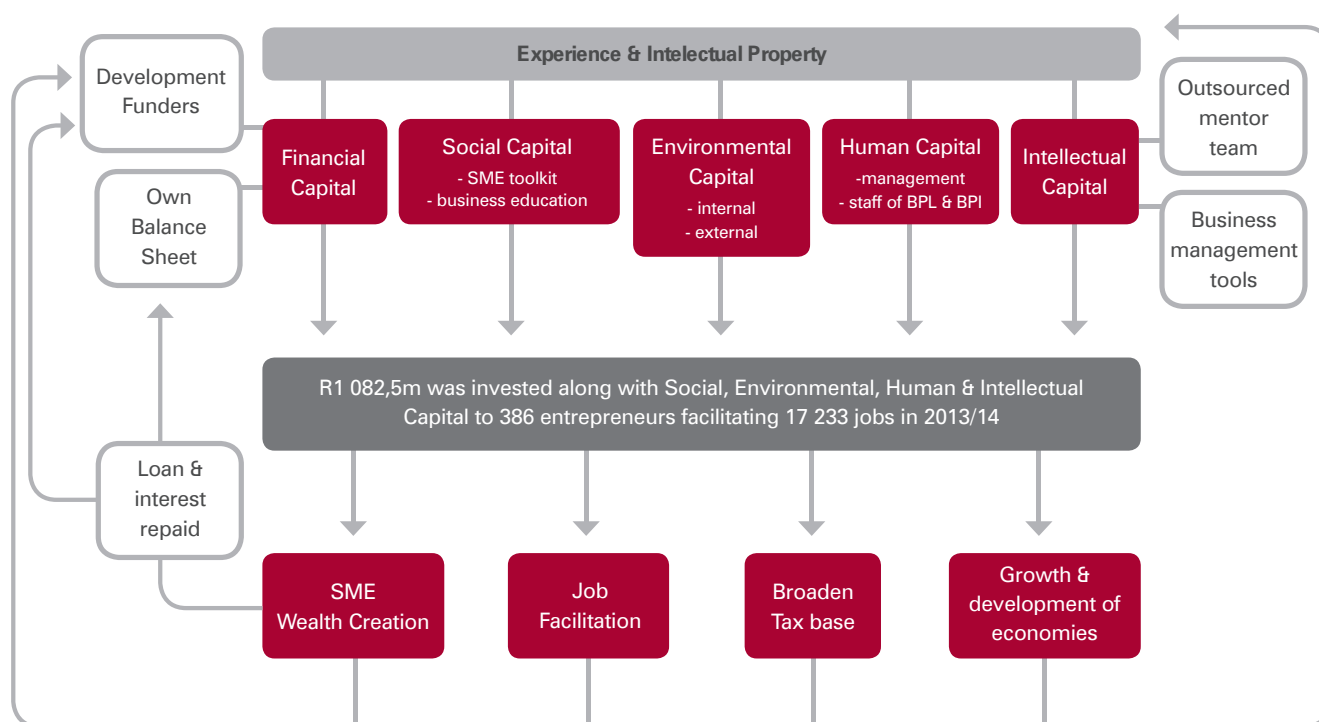 Experience & Intelectual Property
Development
Funders
Own
Balance
Sheet
Financial
Capital
Social Capital
- SME toolkit
- business education
Environmental
Capital
- internal
- external
Human Capital
-management
- staff of BPL & BPI
Intellectual
Capital
Outsourced
mentor
team
Business
management
tools
R1 082,5m was invested along with Social, Environmental, Human & Intellectual
Capital to 386 entrepreneurs facilitating 17 233 jobs in 2013/14
Loan &
interest
repaid
SME
Wealth Creation
Job
Facilitation
Broaden
Tax base
Growth &
development of
economies